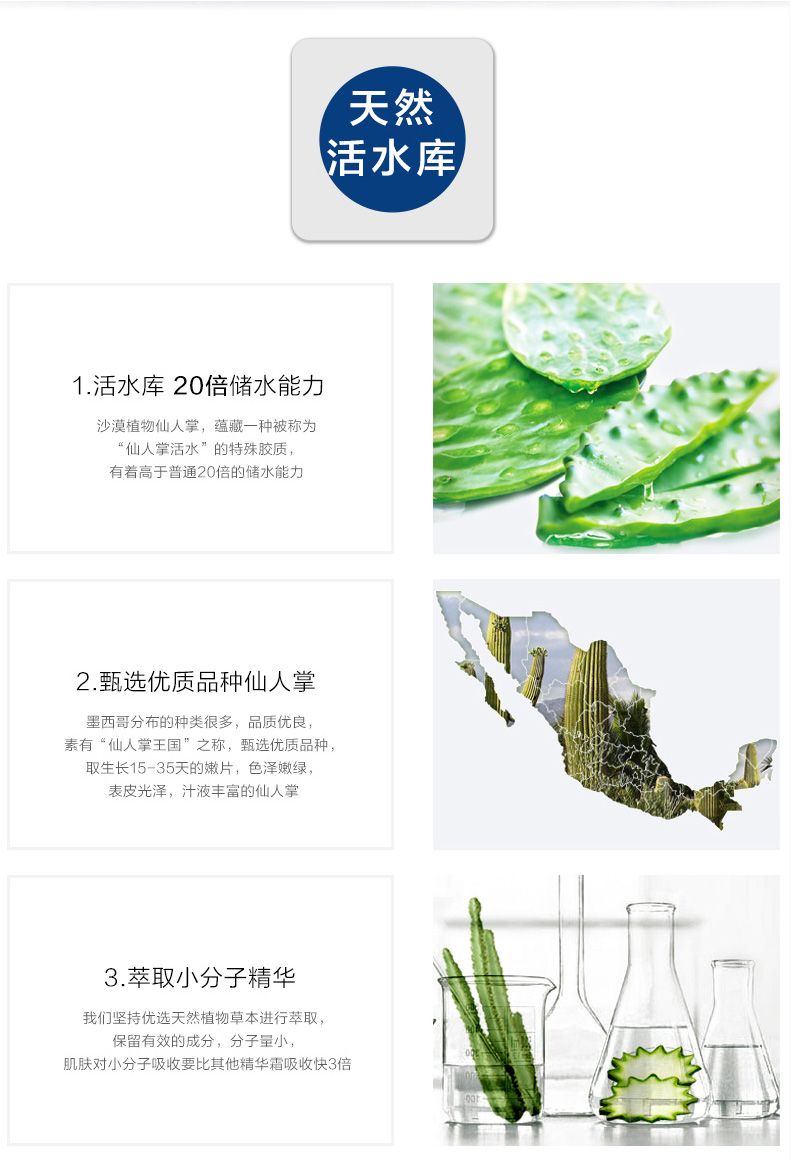 天然
活水库
1.活水库 20倍储水能力
沙漠植物仙人掌，蕴藏一种被称为
“仙人掌活水”的特殊胶质，
有着高于普通20倍的储水能力
2.甄选优质品种仙人掌
墨西哥分布的种类很多，品质优良，
素有“仙人掌王国”之称，甄选优质品种，
取生长15-35天的嫩片，色泽嫩绿，
表皮光泽，汁液丰富的仙人掌
3.萃取小分子精华
我们坚持优选天然植物草本进行萃取，
保留有效的成分，分子量小，
肌肤对小分子吸收要比其他精华霜吸收快3倍